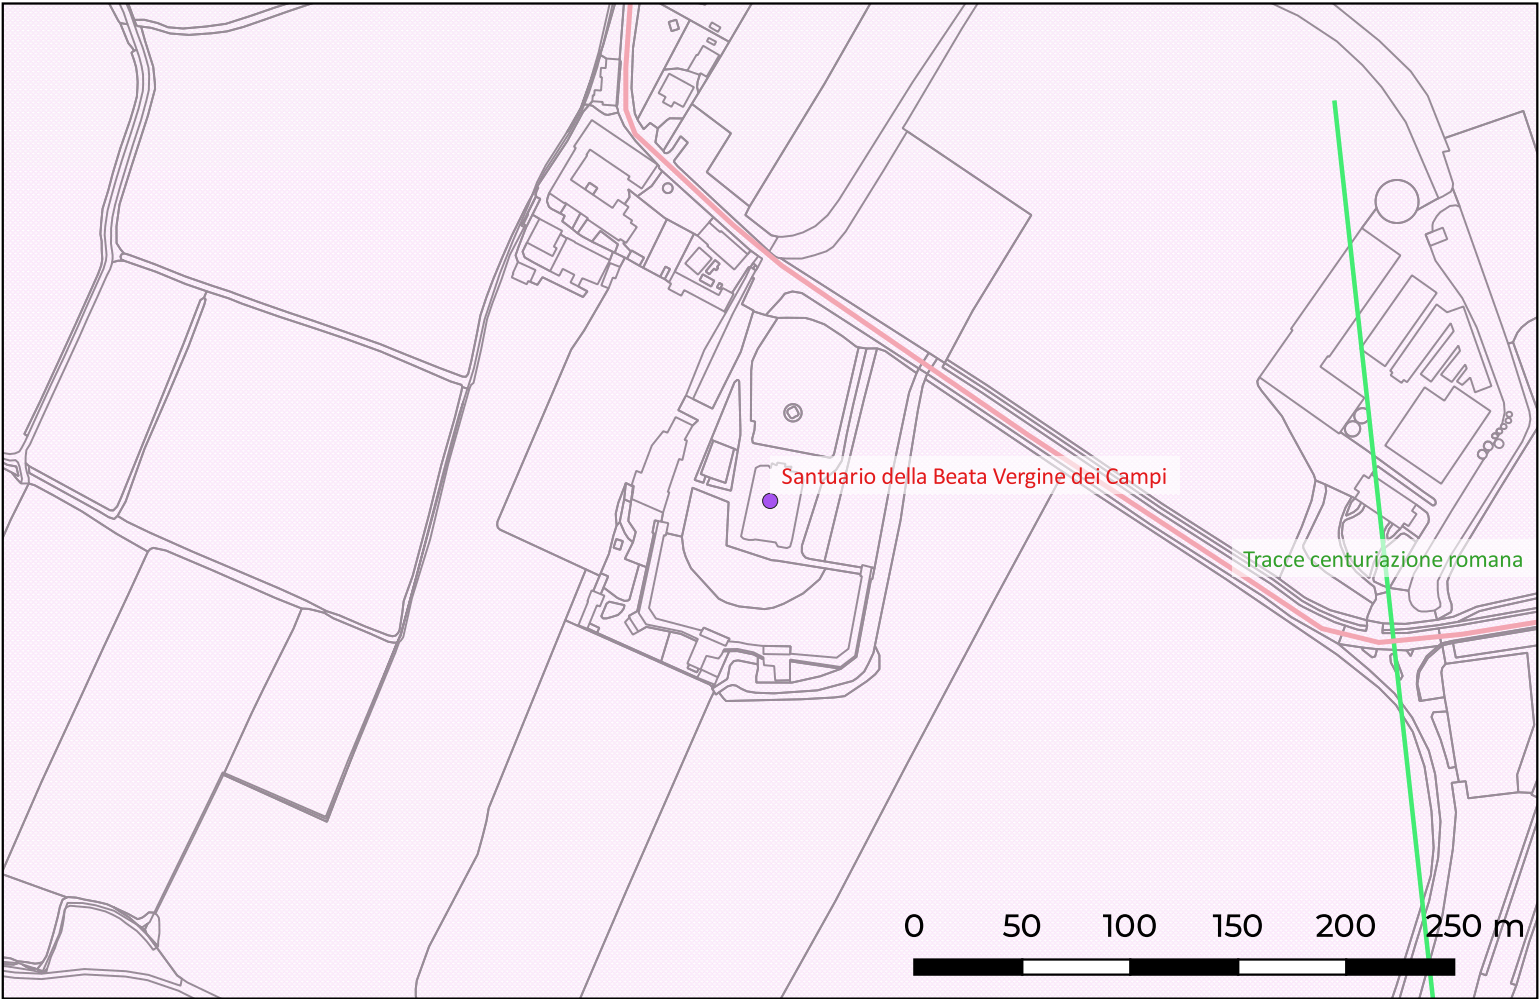 Santuario della Beata Vergine dei Campi
Tracce centuriazione romana
0 50 100 150 200 250 m